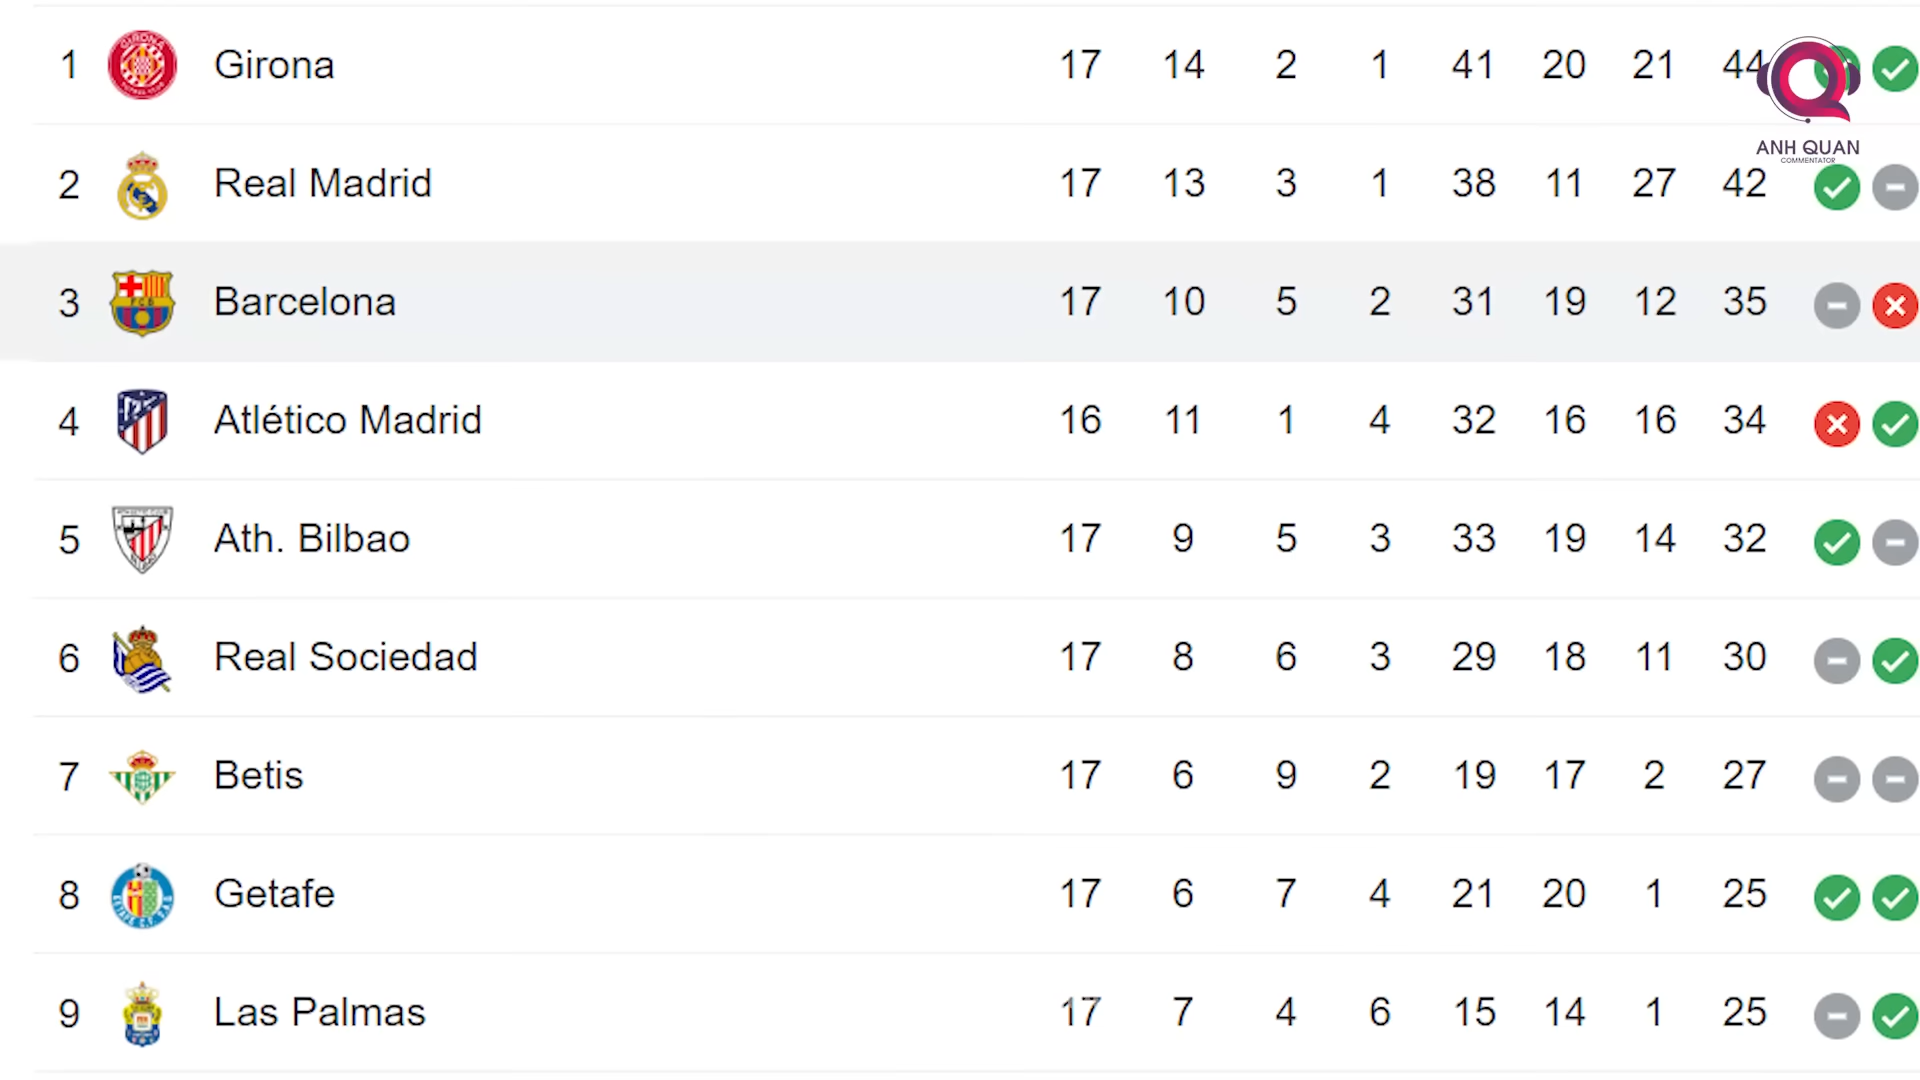 1 Girona 17 14 2 1 41 20 21 44
ANH QUAN
COMMENTATOR
2 Real Madrid 17 13 3 1 38 11 27 42
3 Barcelona 17 10 5 2 31 19 12 35
4 Atlético Madrid 16 11 1 4 32 16 16 34
5 Ath. Bilbao 17 9 5 3 33 19 14 32
6 Real Sociedad 17 8 6 3 29 18 11 30
7 Betis 17 6 9 2 19 17 2 27
8 Getafe 17 6 7 4 21 20 1 25
9 Las Palmas 17 7 4 6 15 14 1 25